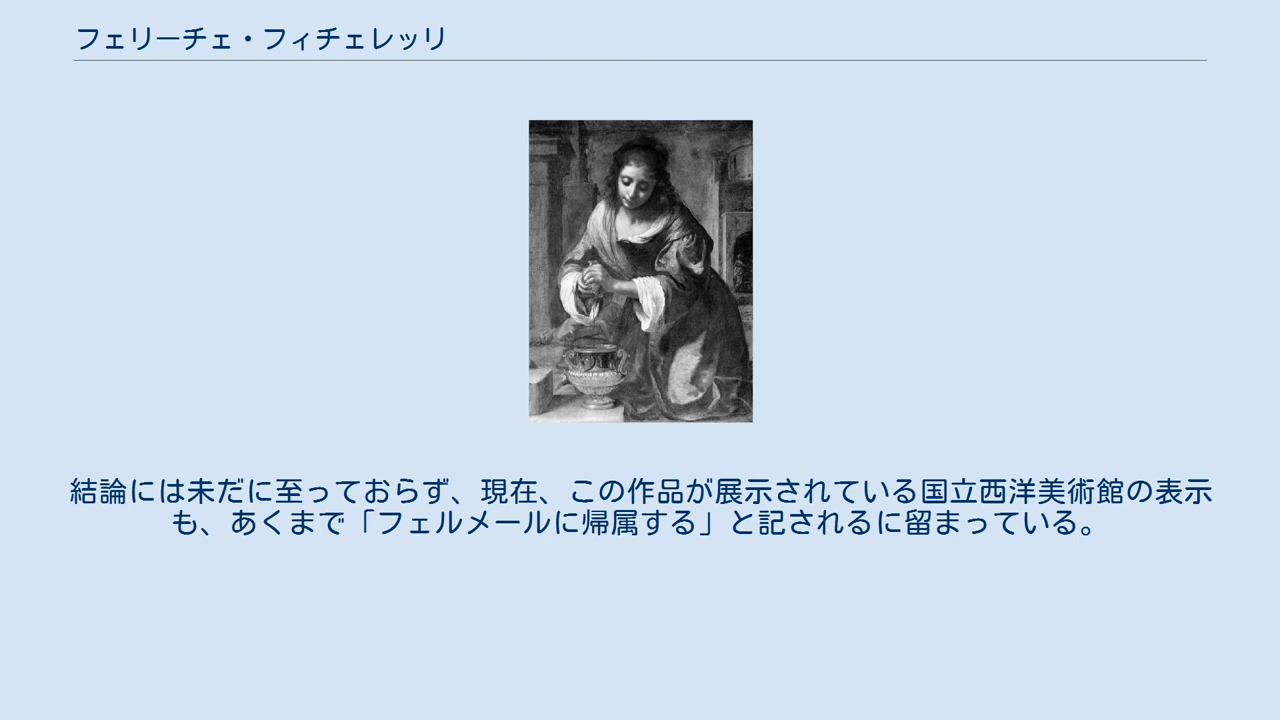 フェリーチェ・フィチェレッリ
結論には未だに至っておらず、現在、この作品が展示されている国立西洋美術館の表示
も、あくまで「フェルメールに帰属する」と記されるに留まっている。